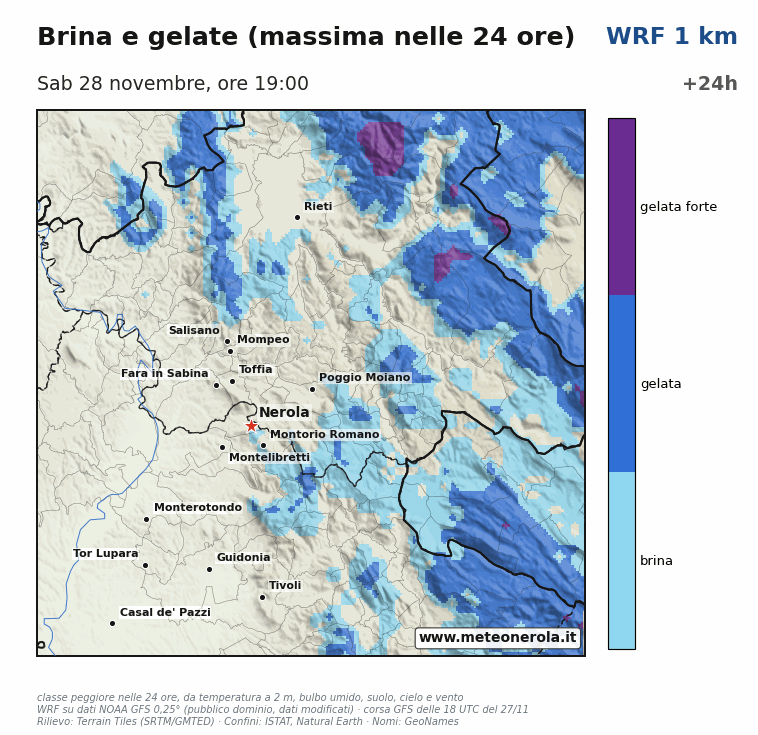 Brina e gelate (massima nelle 24 ore)
WRF 1 km
Sab 28 novembre, ore 19:00
+24h
gelata forte
Rieti
Salisano
Mompeo
Fara in Sabina
Toffia
Poggio Moiano
gelata
Nerola
Montorio Romano
Montelibretti
Monterotondo
Tor Lupara
Guidonia
brina
Tivoli
Casal de' Pazzi
www.meteonerola.it
classe peggiore nelle 24 ore, da temperatura a 2 m, bulbo umido, suolo, cielo e vento
WRF su dati NOAA GFS 0,25° (pubblico dominio, dati modificati) · corsa GFS delle 18 UTC del 27/11
Rilievo: Terrain Tiles (SRTM/GMTED) · Confini: ISTAT, Natural Earth · Nomi: GeoNames